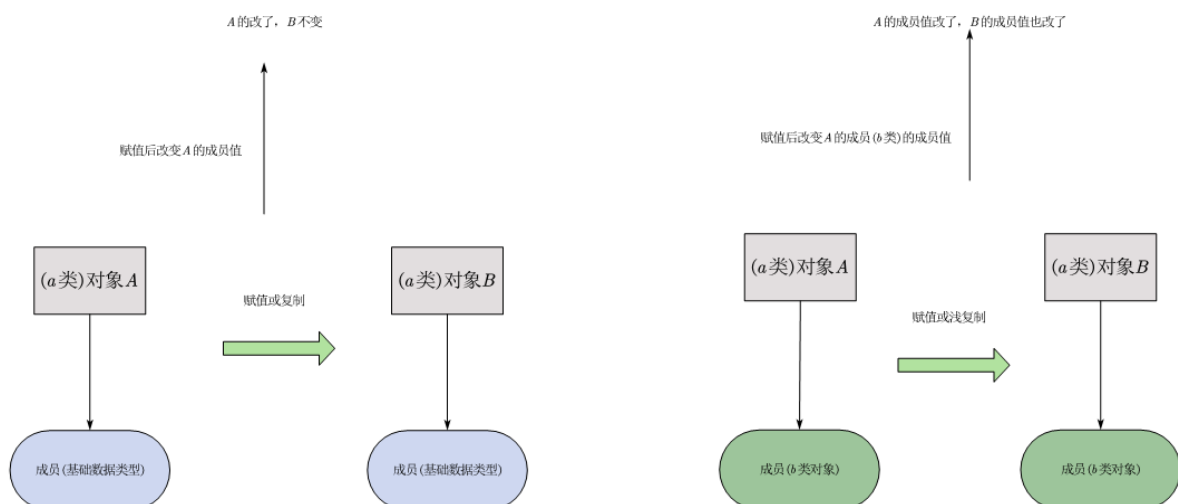 A的改了，B不变
赋值后改变A的成员值
(a类)对象A
(a类)对象B
赋值或复制
成员(基础数据类型)
成员(基础数据类型)
A的成员值改了，B的成员值也改了
赋值后改变A的成员(b类)的成员值
(a类)对象A
(a类)对象B
赋值或浅复制
成员(b类对象)
成员(b类对象)